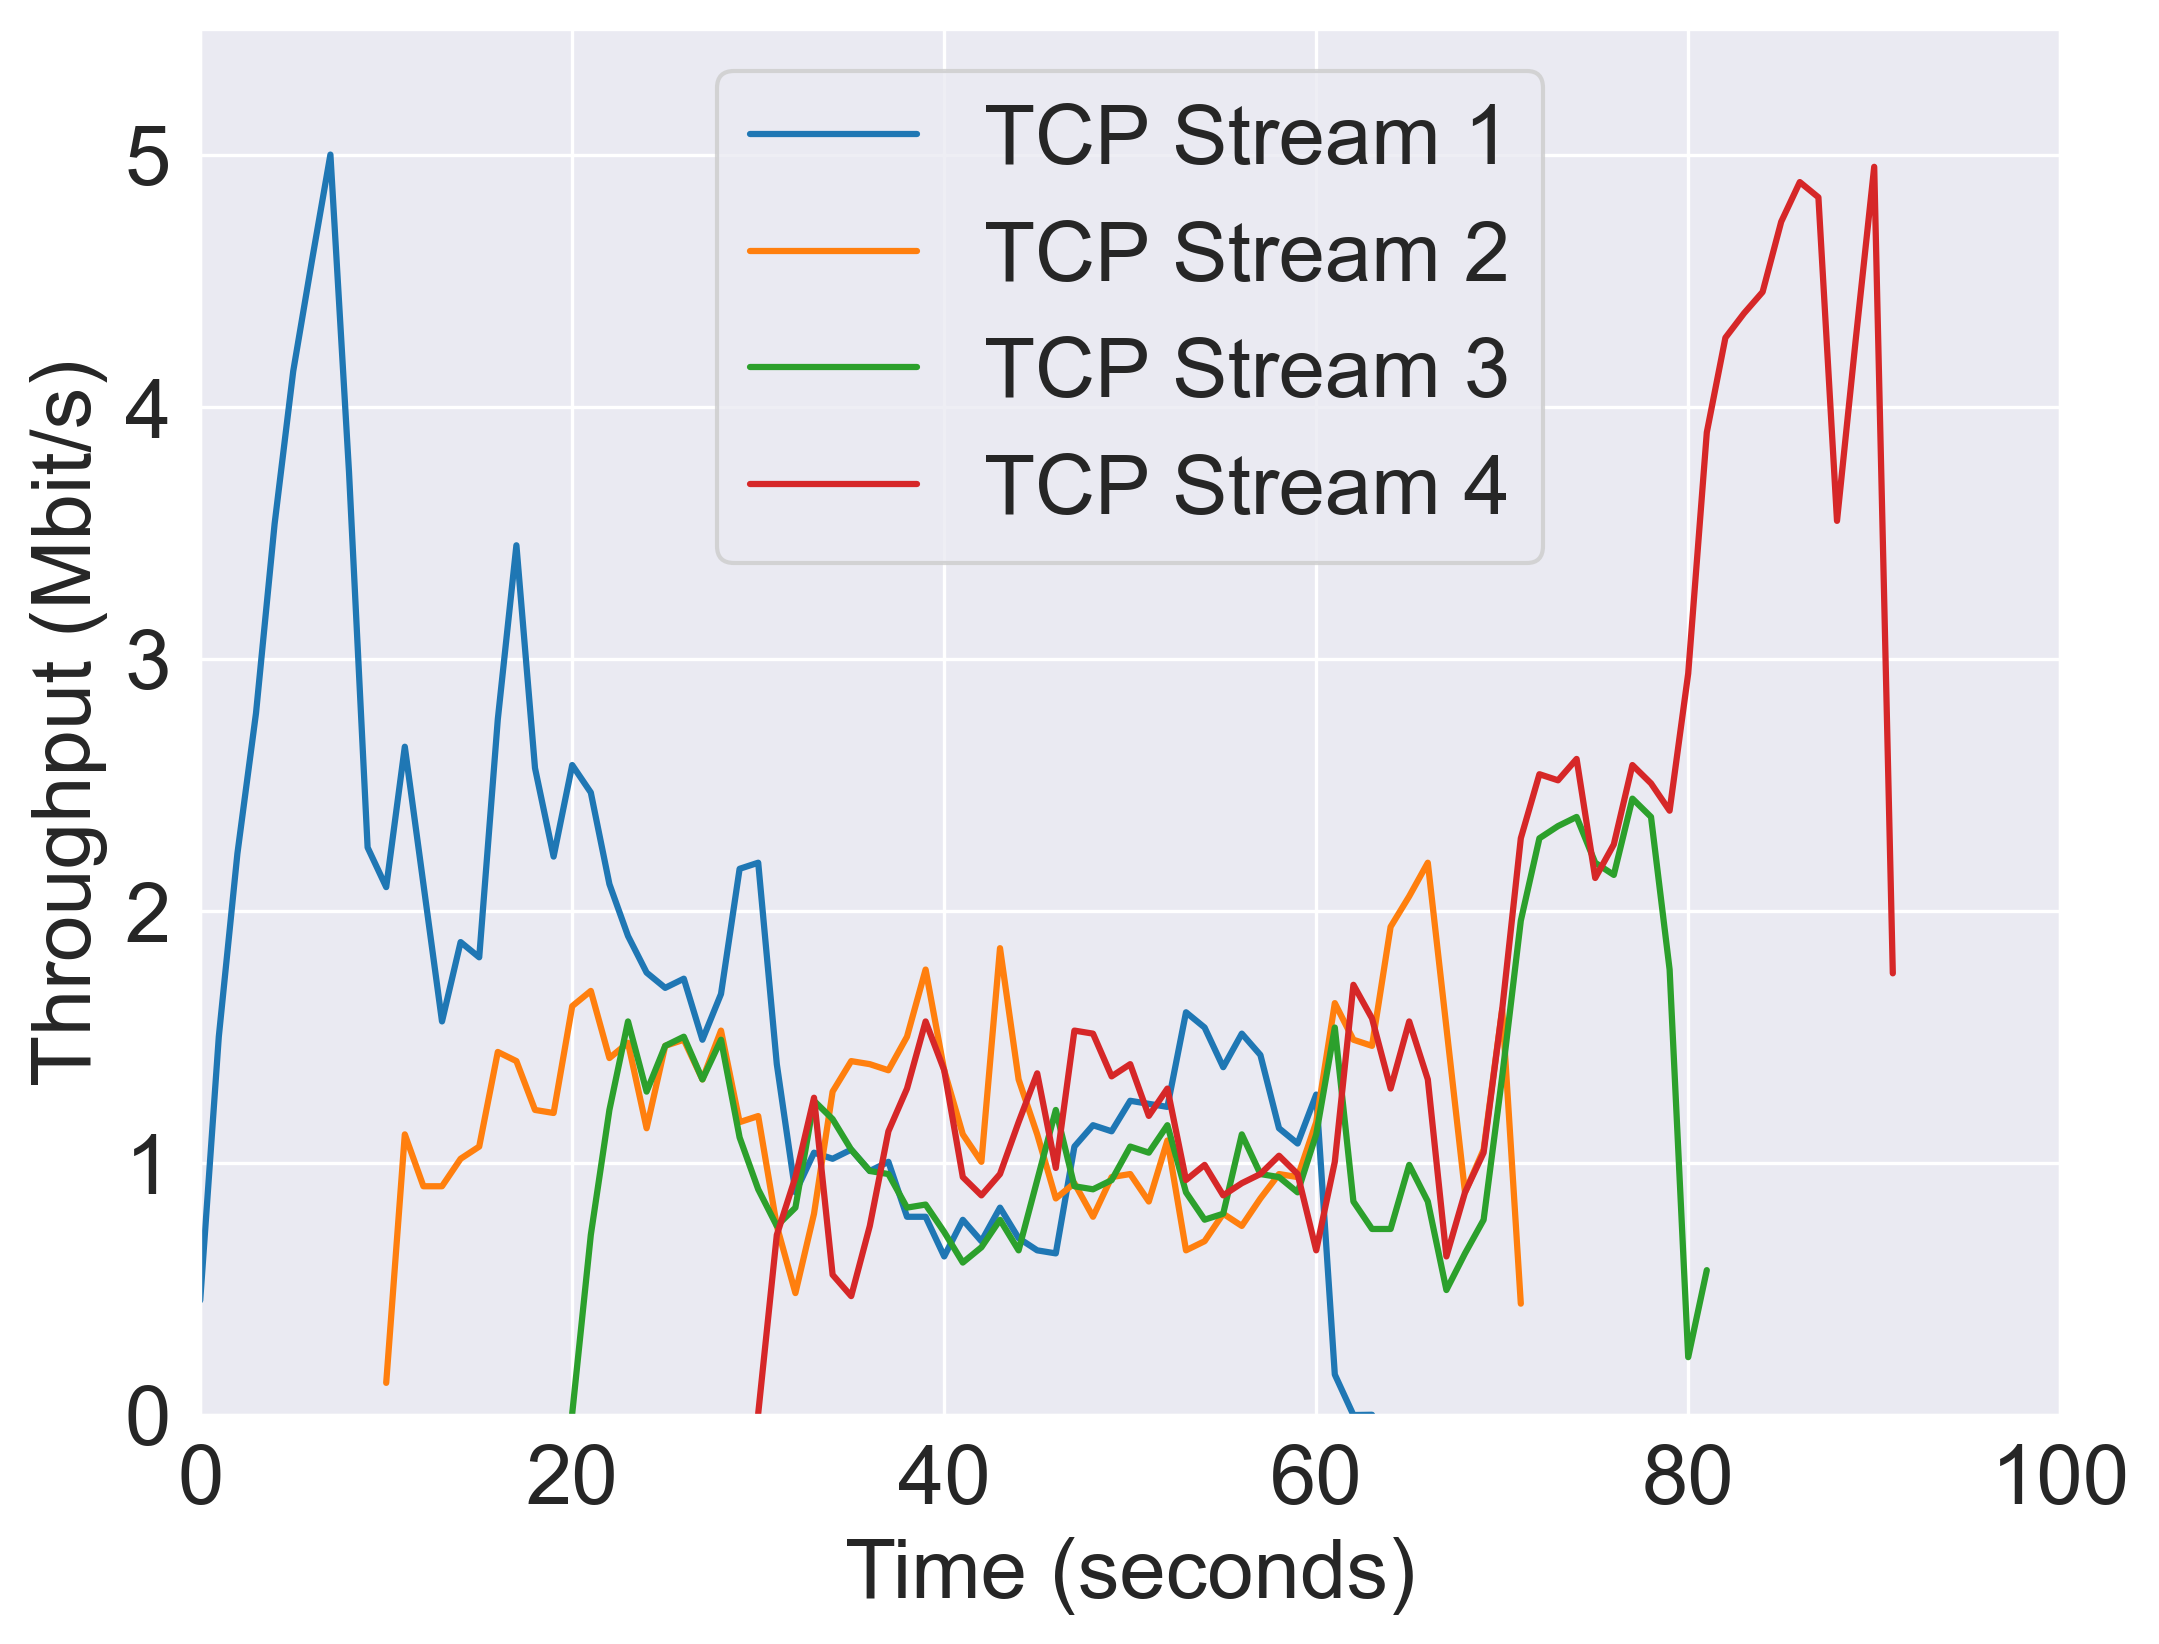 TCP Stream 1
TCP Stream 2
TCP Stream 3
TCP Stream 4
Throughput (Mbit/s)
5
4
3
2
1
0
0 20 40 60 80 100
Time (seconds)